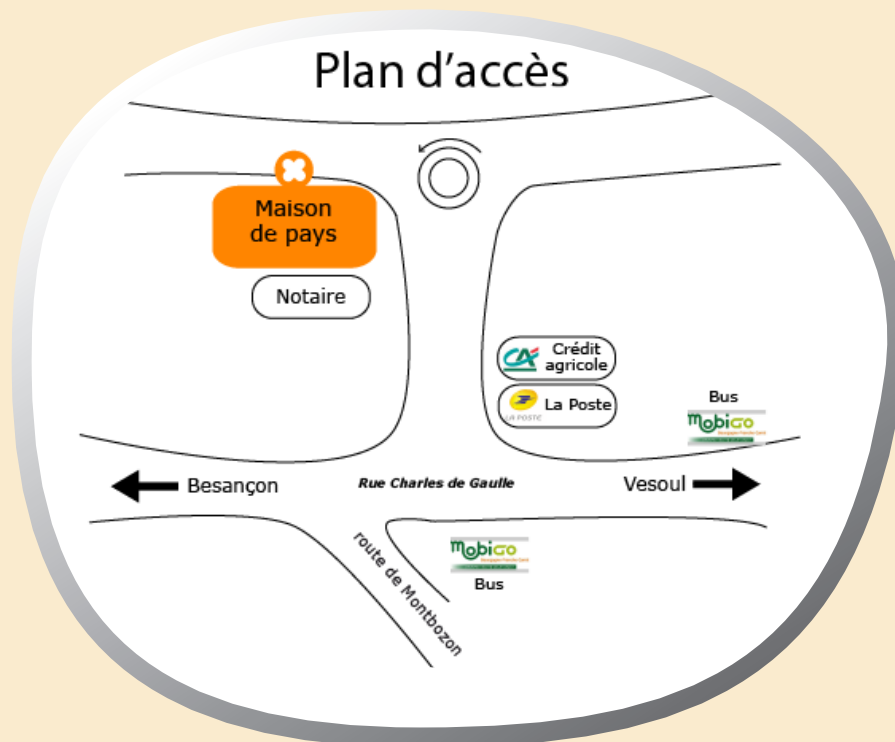 Plan d'accès
Maison
de pays
Notaire
Crédit
agricole
La Poste
LA POSTE
Bus
mobiGO
Besançon
Rue Charles de Gaulle
Vesoul
route de Montbozon
mobiGO
Bus